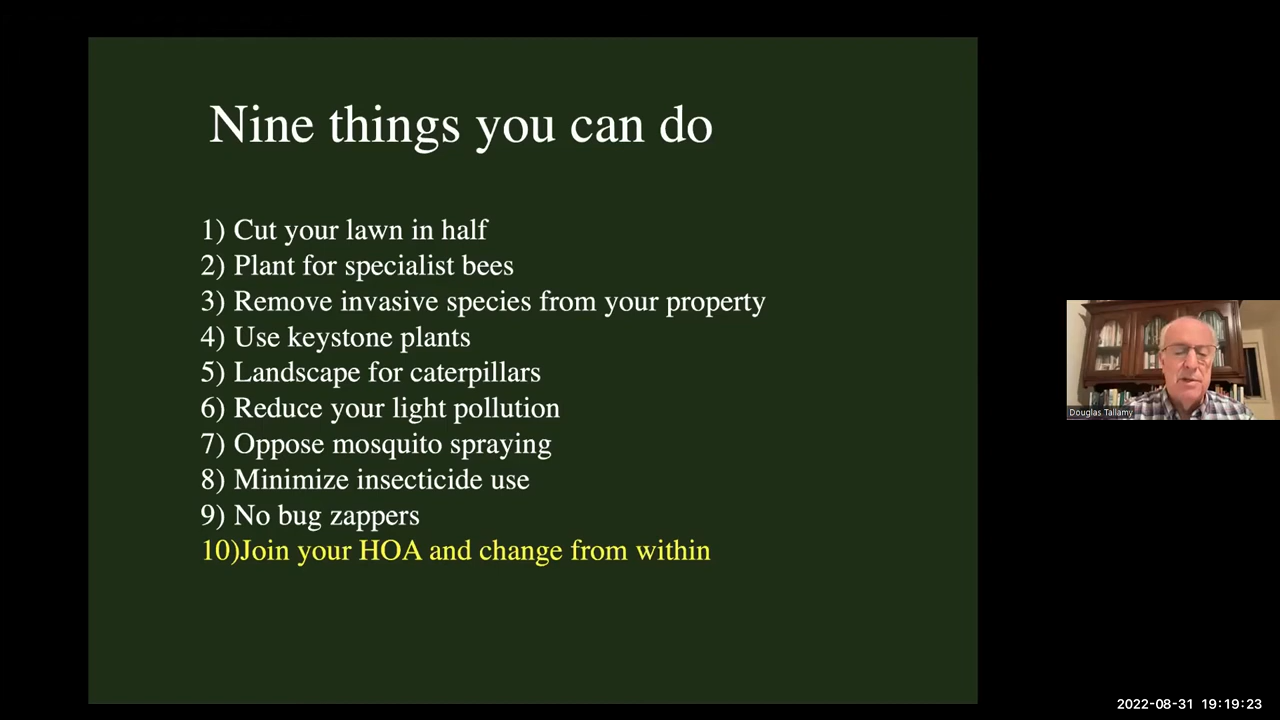 Nine things you can do
1) Cut your lawn in half
2) Plant for specialist bees
3) Remove invasive species from your property
4) Use keystone plants
5) Landscape for caterpillars
6) Reduce your light pollution
7) Oppose mosquito spraying
8) Minimize insecticide use
9) No bug zappers
10)Join your HOA and change from within
Douglas Tallamy
2022-08-31 19:19:23